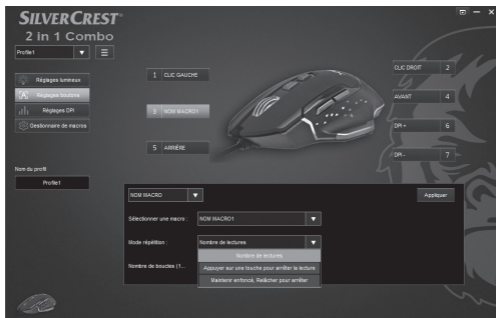 SILVERCREST®
2 in 1 Combo
Profile1
Réglages lumineux
Réglages boutons
Réglages DPI
Gestionnaire de macros
Nom du profil
Profile1
1 CLIC GAUCHE
3 NOM MACRO1
5 ARRIÈRE
CLIC DROIT 2
AVANT 4
DPI + 6
DPI - 7
NOM MACRO
Appliquer
Sélectionner une macro :
NOM MACRO1
Mode répétition :
Nombre de lectures
Nombre de lectures
Nombre de boucles (1...
Appuyer sur une touche pour arrêter la lecture
Maintenir enfoncé, Relâcher pour arrêter